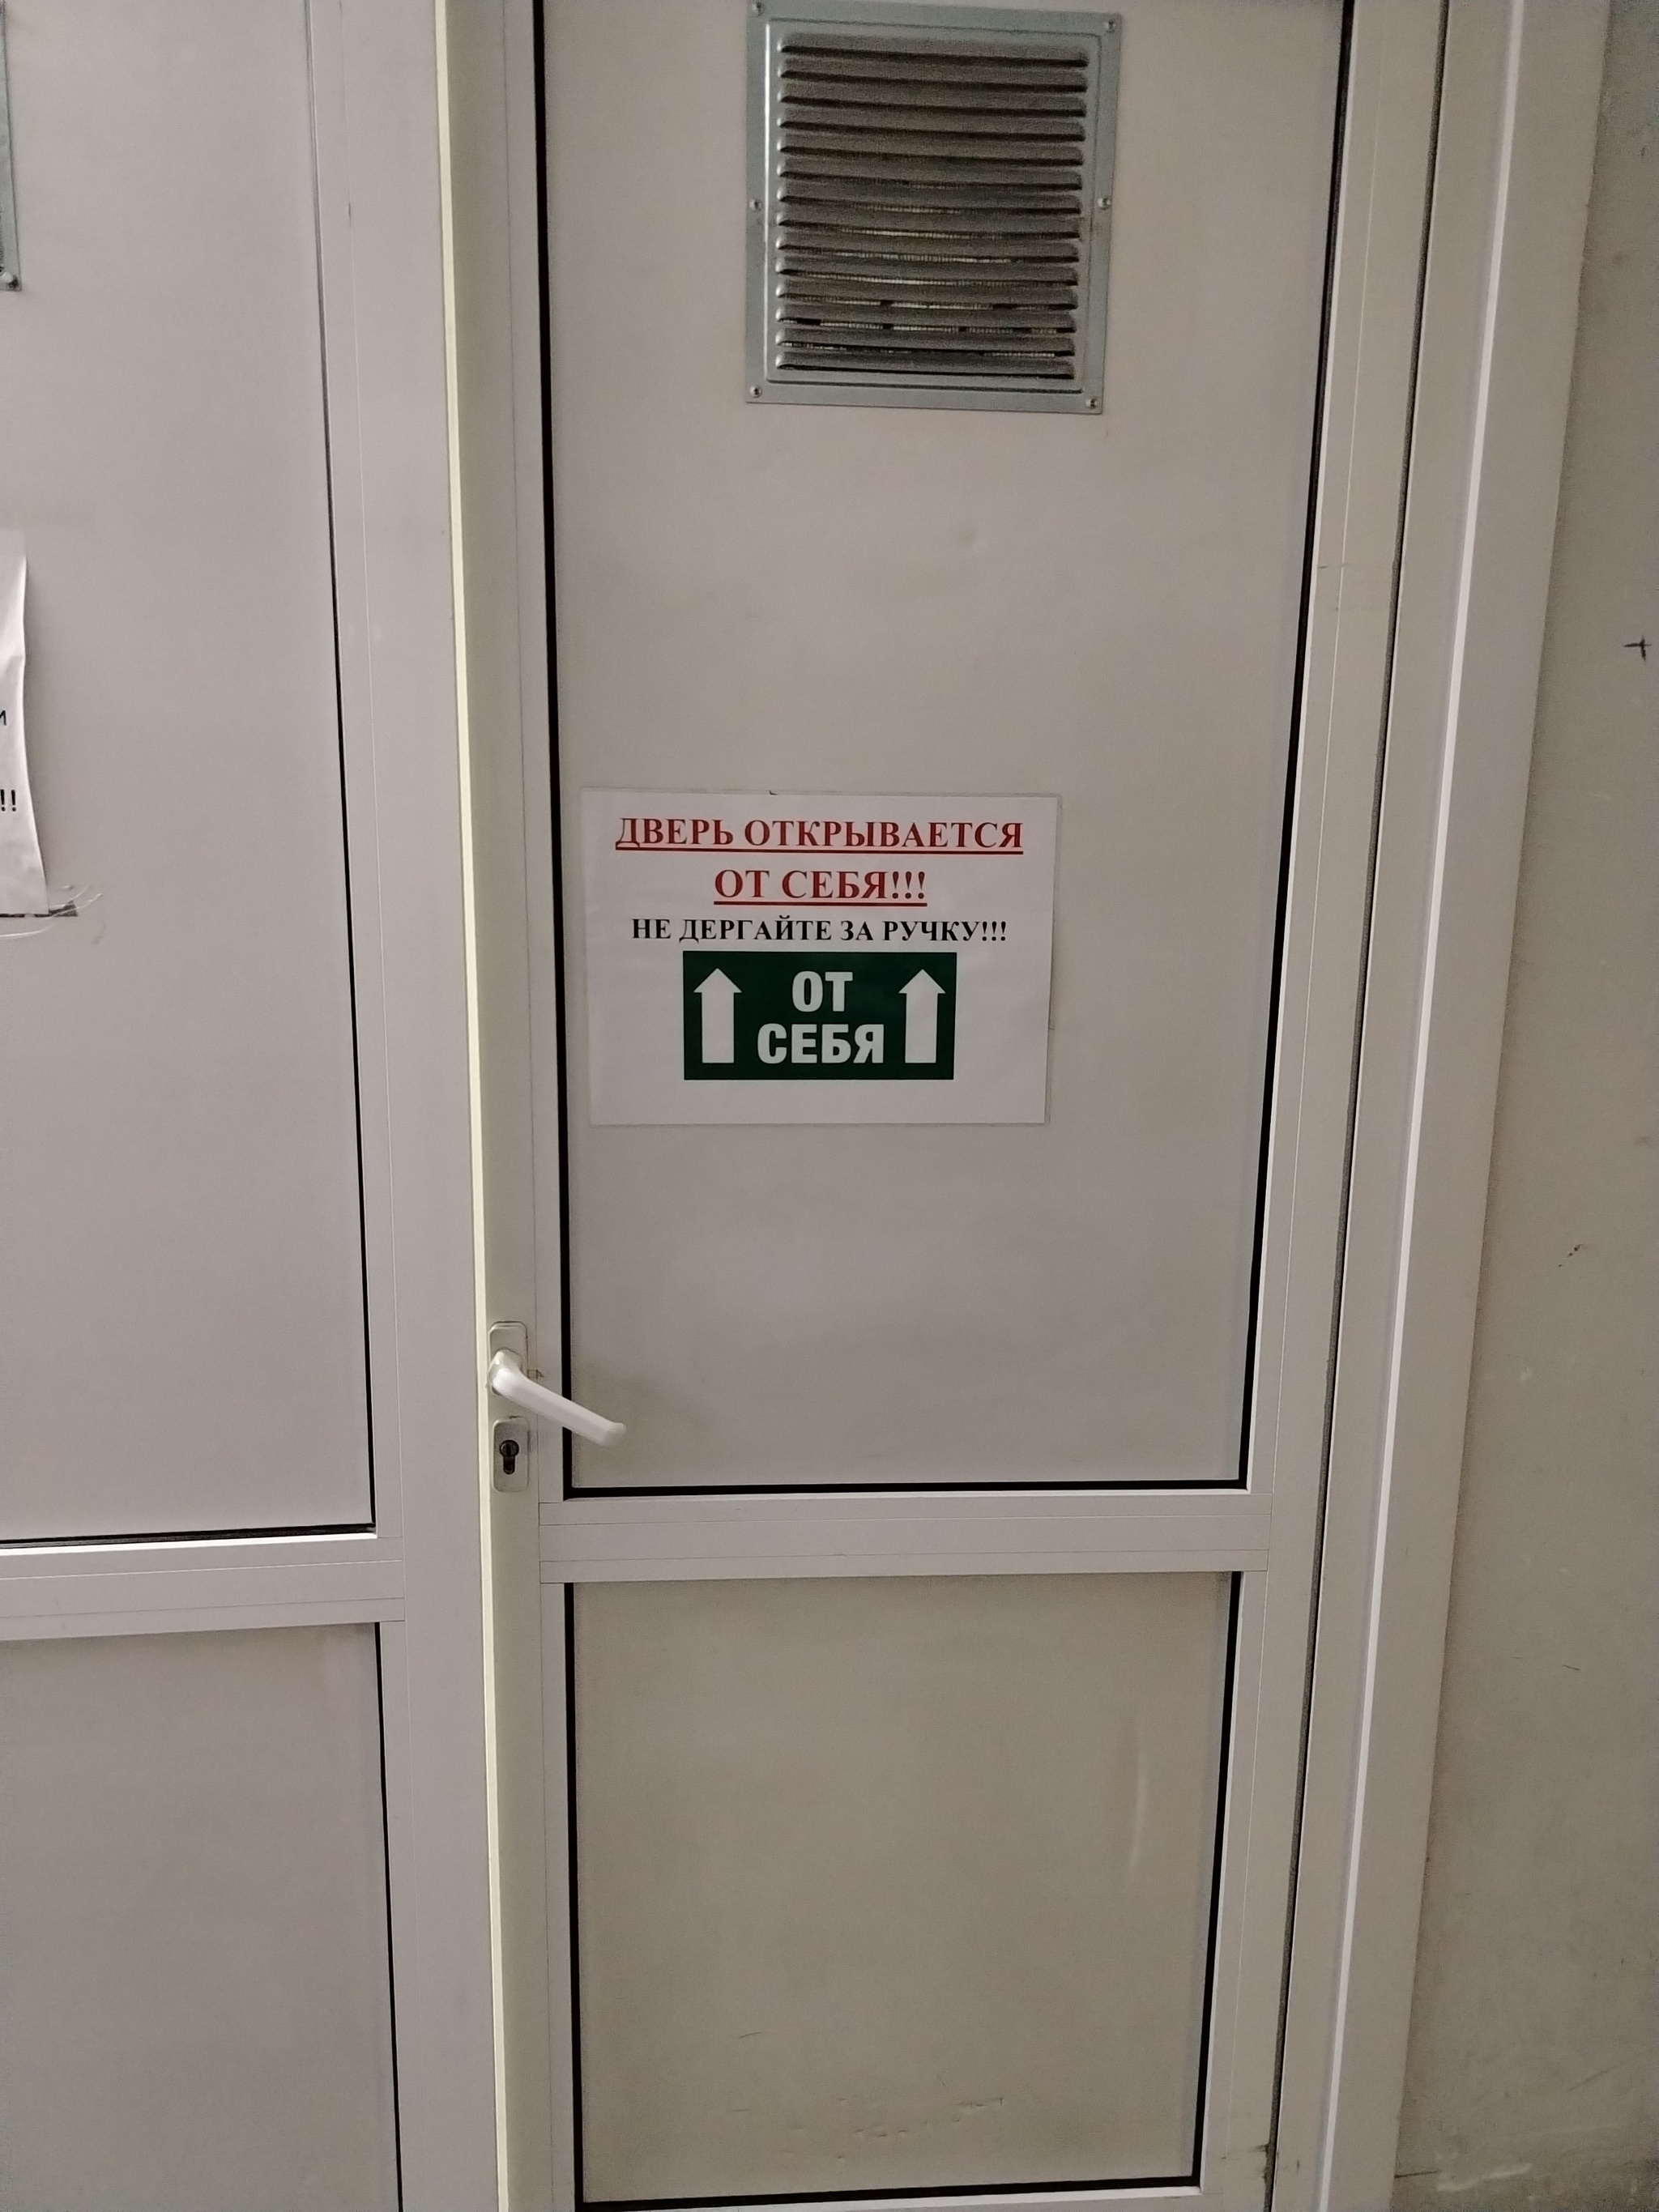 ДВЕРЬ ОТКРЫВАЕТСЯ
ОТ СЕБЯ!!!
НЕ ДЕРГАЙТЕ ЗА РУЧКУ!!!
ОТ
СЕБЯ
!!